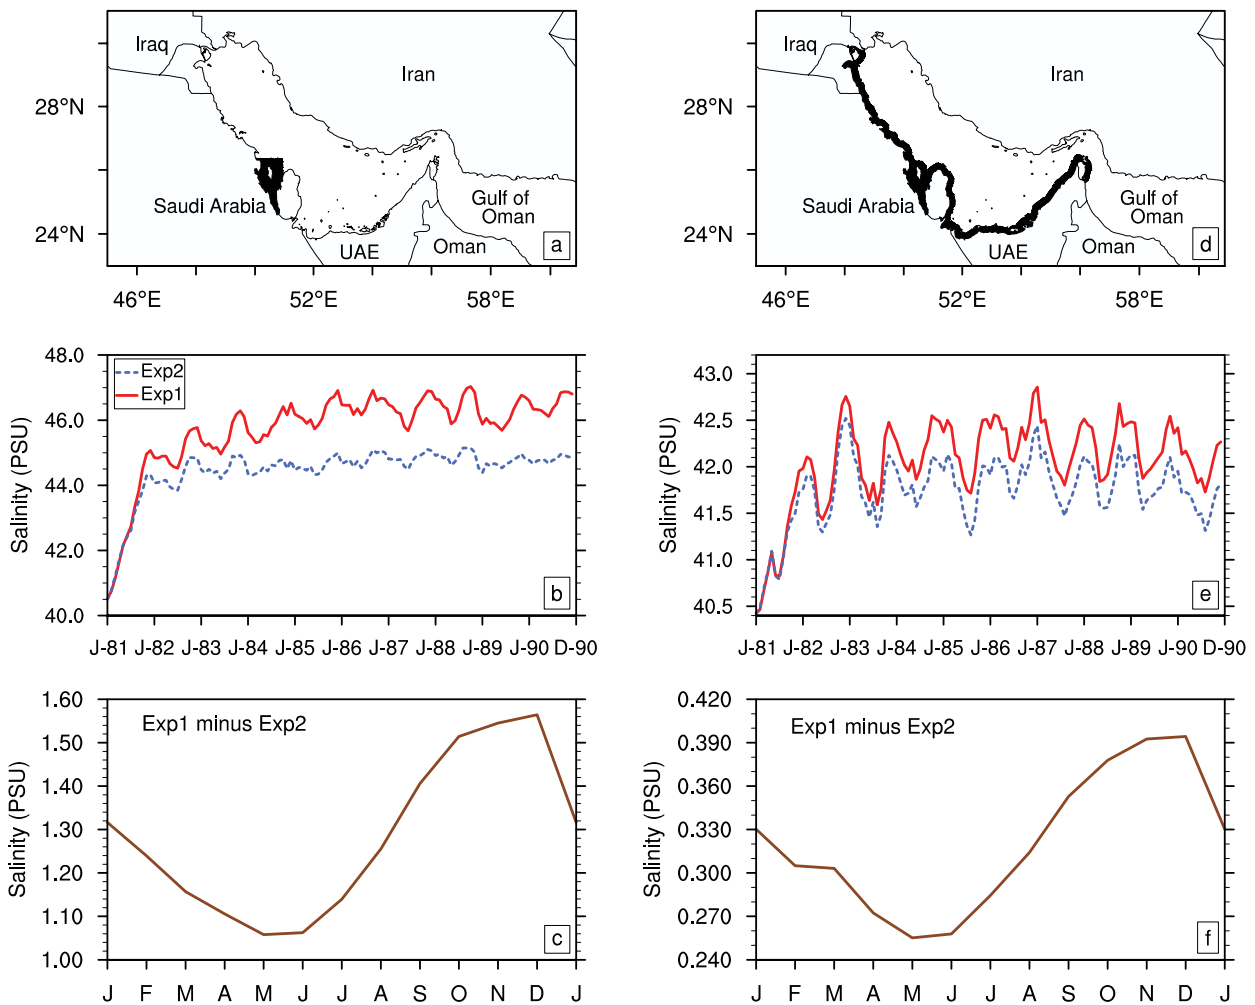 Iraq
Iran
28°N
Saudi Arabia
Gulf of
Oman
24°N
UAE
Oman
a
46°E 52°E 58°E
Iraq
Iran
28°N
Saudi Arabia
Gulf of
Oman
24°N
UAE
Oman
d
46°E 52°E 58°E
48.0
46.0
44.0
42.0
40.0
Salinity (PSU)
Exp2
Exp1
b
J-81 J-82 J-83 J-84 J-85 J-86 J-87 J-88 J-89 J-90 D-90
43.0
42.5
42.0
41.5
41.0
40.5
Salinity (PSU)
e
J-81 J-82 J-83 J-84 J-85 J-86 J-87 J-88 J-89 J-90 D-90
1.60
1.50
1.40
1.30
1.20
1.10
1.00
Salinity (PSU)
Exp1 minus Exp2
c
J F M A M J J A S O N D J
0.420
0.390
0.360
0.330
0.300
0.270
0.240
Salinity (PSU)
Exp1 minus Exp2
f
J F M A M J J A S O N D J